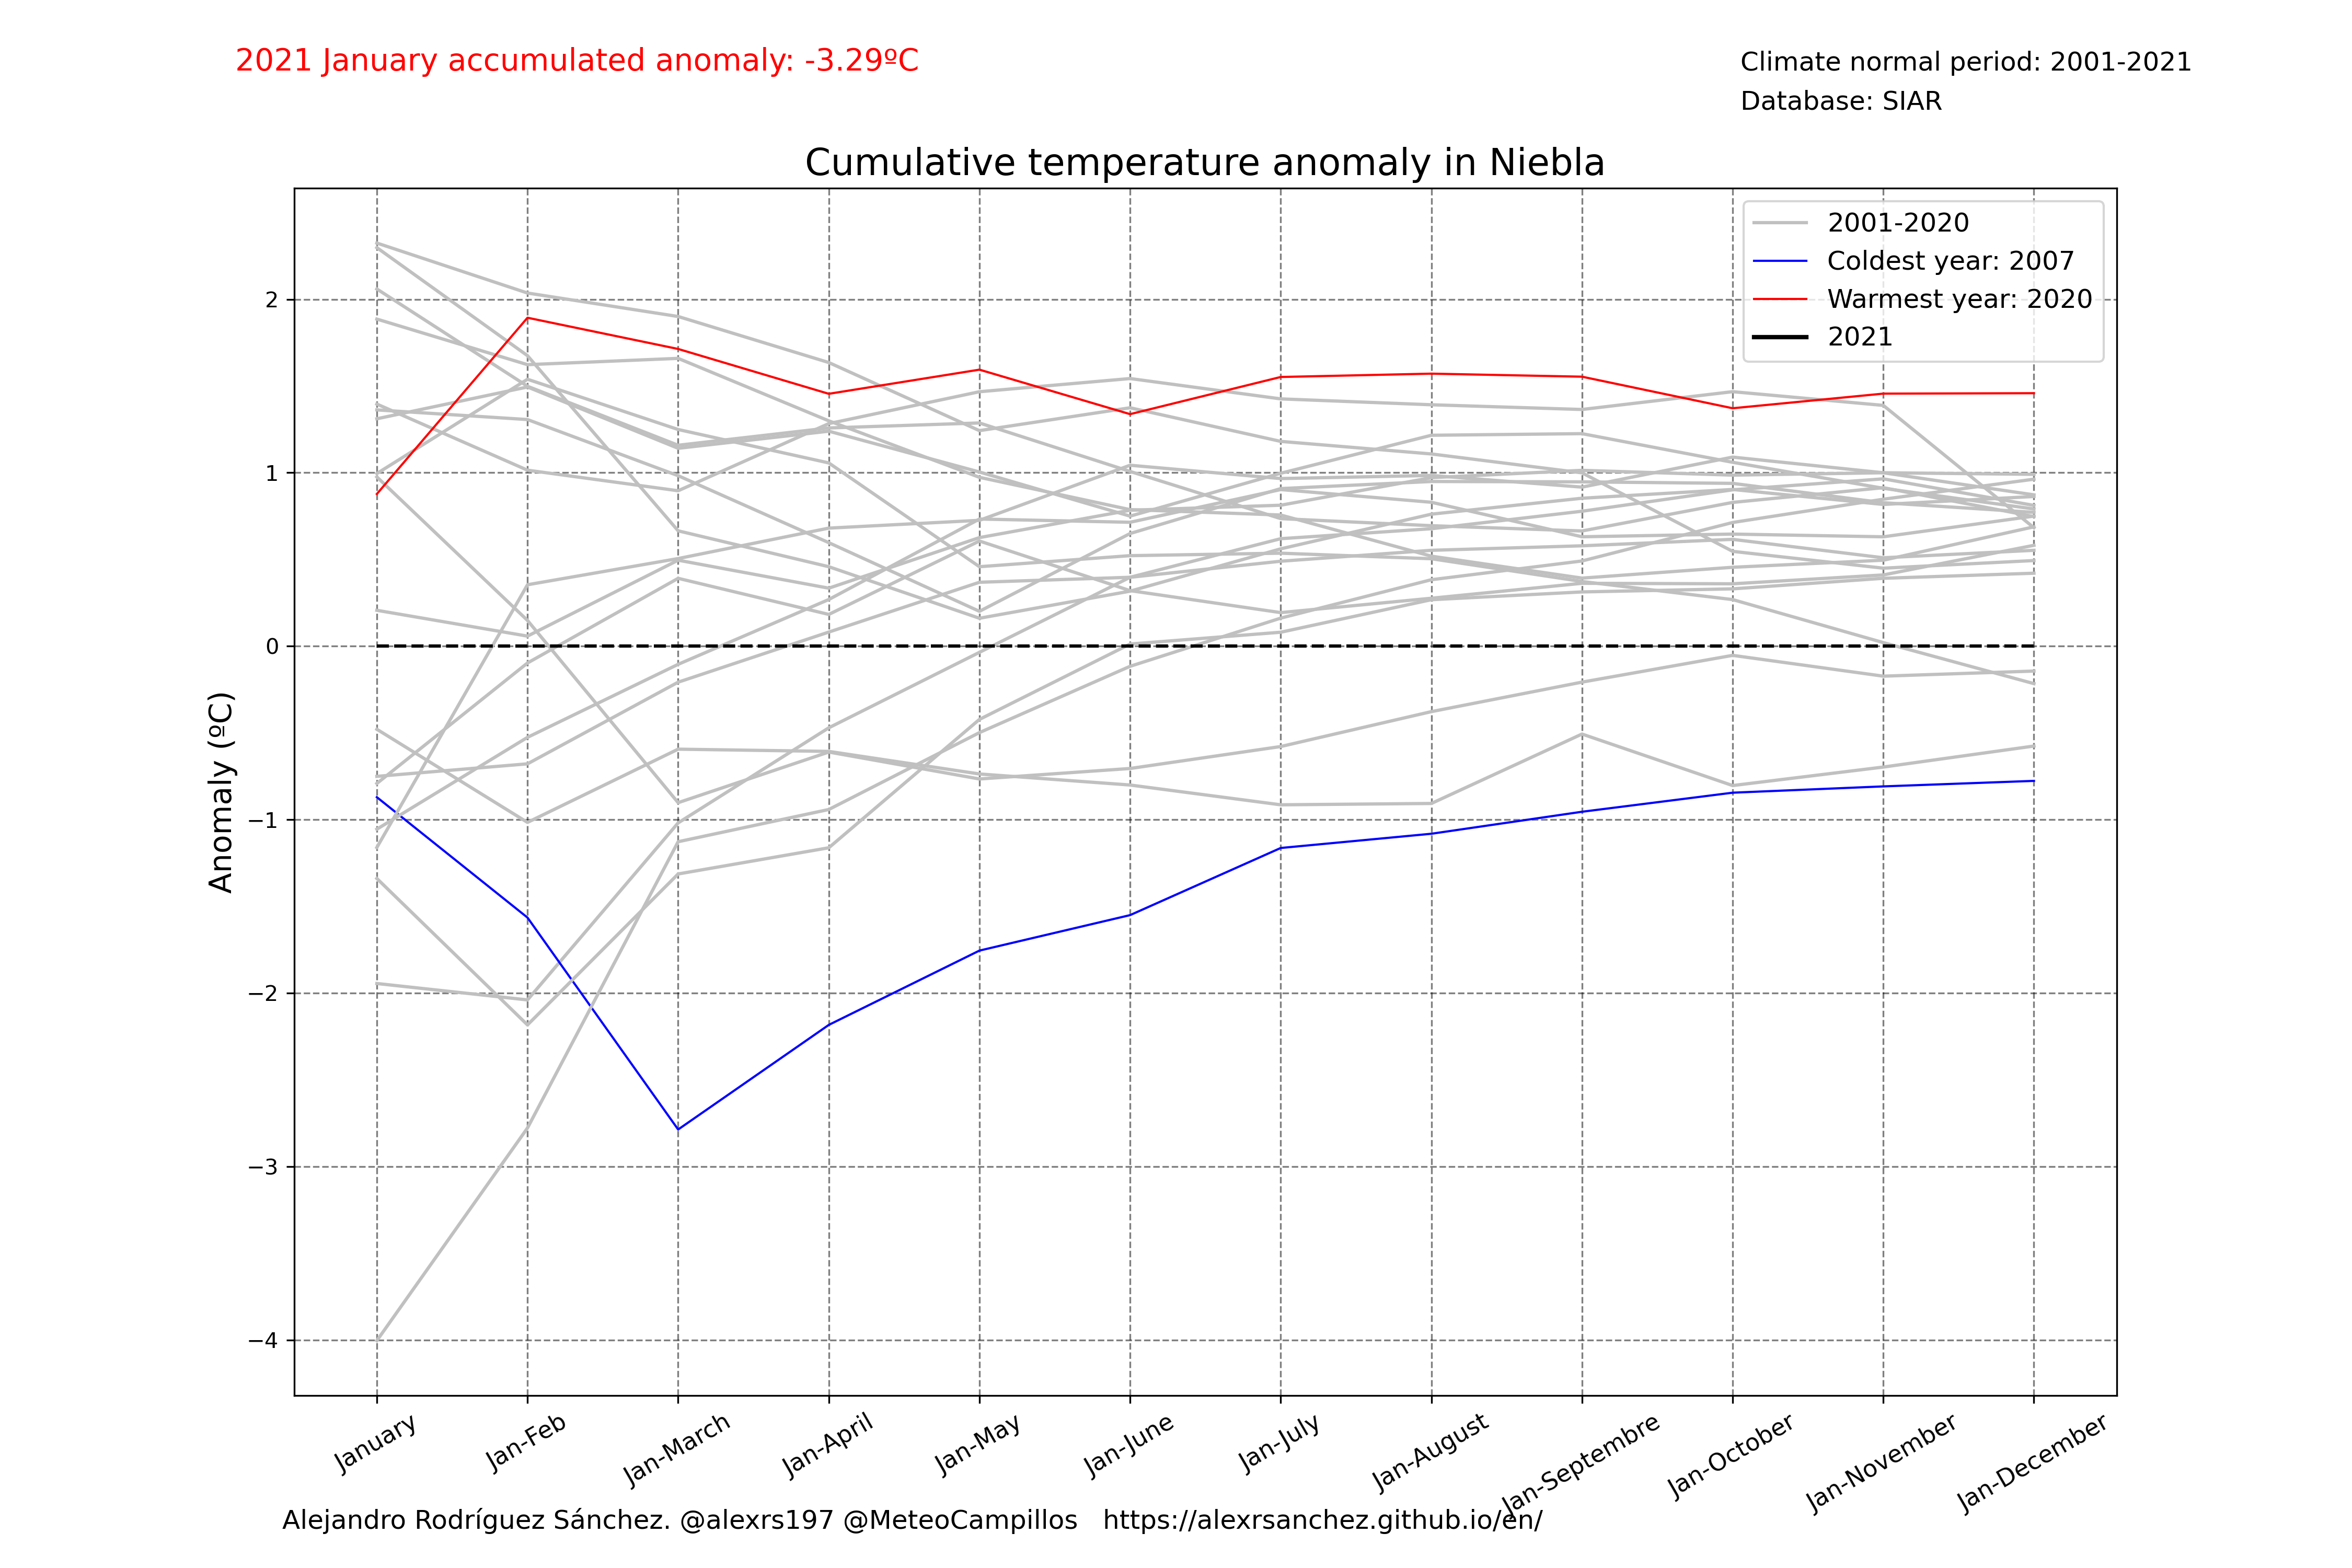 2021 January accumulated anomaly: -3.29ºC
Climate normal period: 2001-2021
Database: SIAR
Cumulative temperature anomaly in Niebla
2001-2020
Coldest year: 2007
Warmest year: 2020
2021
Anomaly (ºC)
2
1
0
−1
−2
−3
−4
January
Jan-Feb
Jan-March
Jan-April
Jan-May
Jan-June
Jan-July
Jan-August
Jan-Septembre
Jan-October
Jan-November
Jan-December
Alejandro Rodríguez Sánchez. @alexrs197 @MeteoCampillos   https://alexrsanchez.github.io/en/